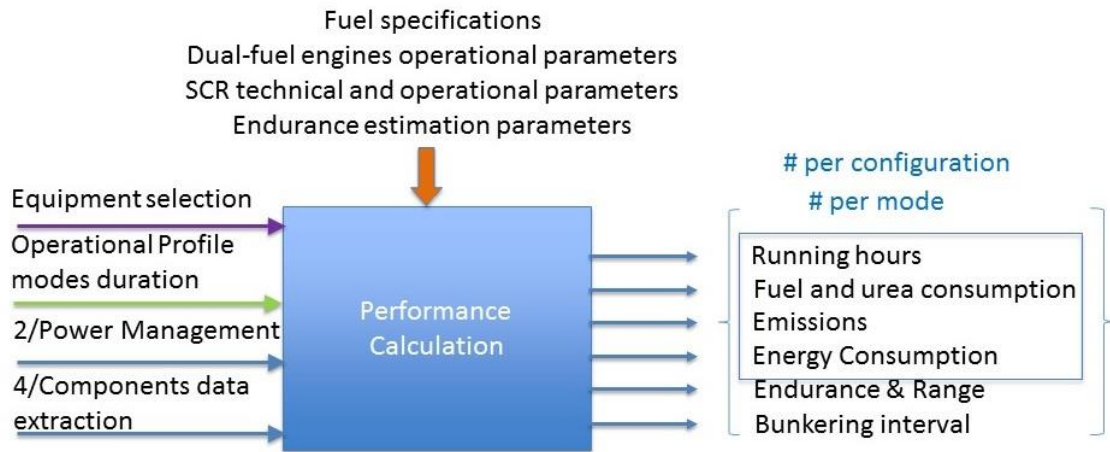 Fuel specifications
Dual-fuel engines operational parameters
SCR technical and operational parameters
Endurance estimation parameters
Equipment selection
Operational Profile
modes duration
2/Power Management
4/Components data
extraction
Performance
Calculation
# per configuration
# per mode
Running hours
Fuel and urea consumption
Emissions
Energy Consumption
Endurance & Range
Bunkering interval